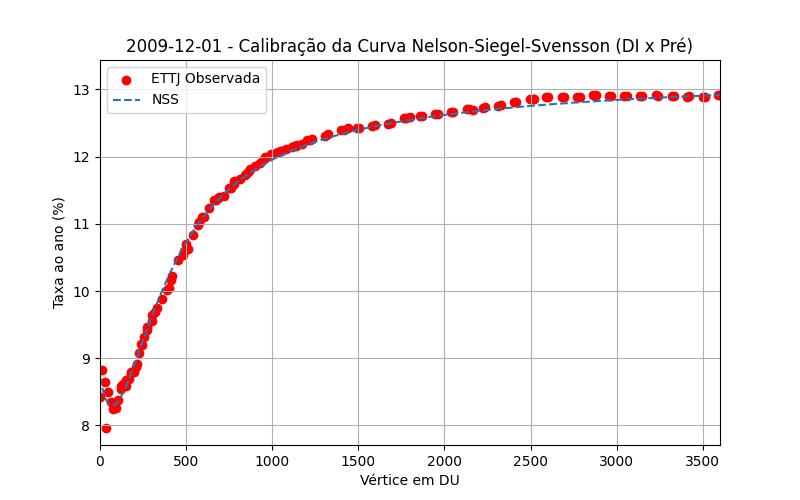 2009-12-01 - Calibração da Curva Nelson-Siegel-Svensson (DI x Pré)
ETTJ Observada
NSS
Taxa ao ano (%)
13
12
11
10
9
8
0 500 1000 1500 2000 2500 3000 3500
Vértice em DU